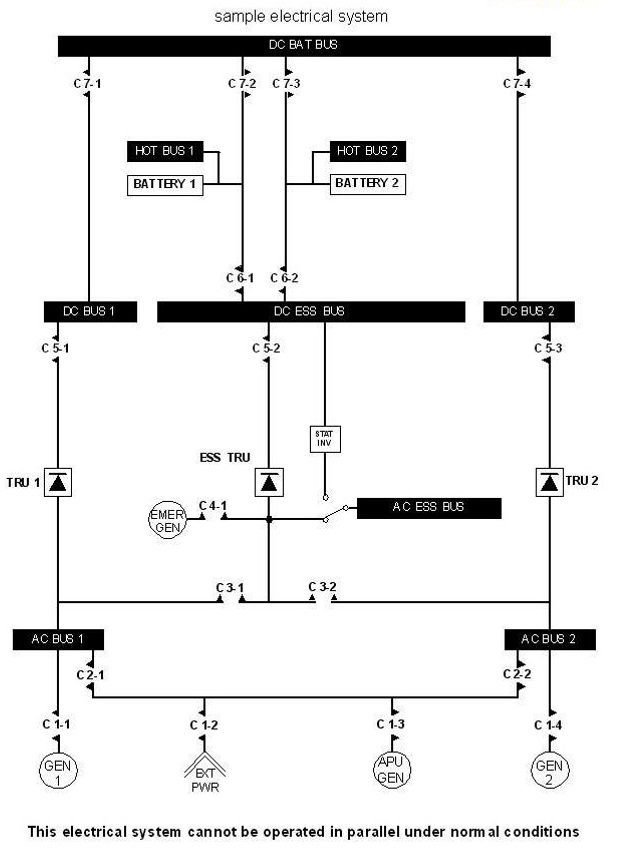 sample electrical system
DC BAT BUS
C 7-1
C 7-2
C 7-3
C 7-4
HOT BUS 1
HOT BUS 2
BATTERY 1
BATTERY 2
C 6-1
C 6-2
DC BUS 1
DC ESS BUS
DC BUS 2
C 5-1
C 5-2
C 5-3
STAT
INV
ESS TRU
TRU 1
TRU 2
EMER
GEN
C 4-1
AC ESS BUS
C 3-1
C 3-2
AC BUS 1
AC BUS 2
C 2-1
C 2-2
C 1-1
C 1-2
C 1-3
C 1-4
GEN
1
EXT
PWR
APU
GEN
GEN
2
This electrical system cannot be operated in parallel under normal conditions